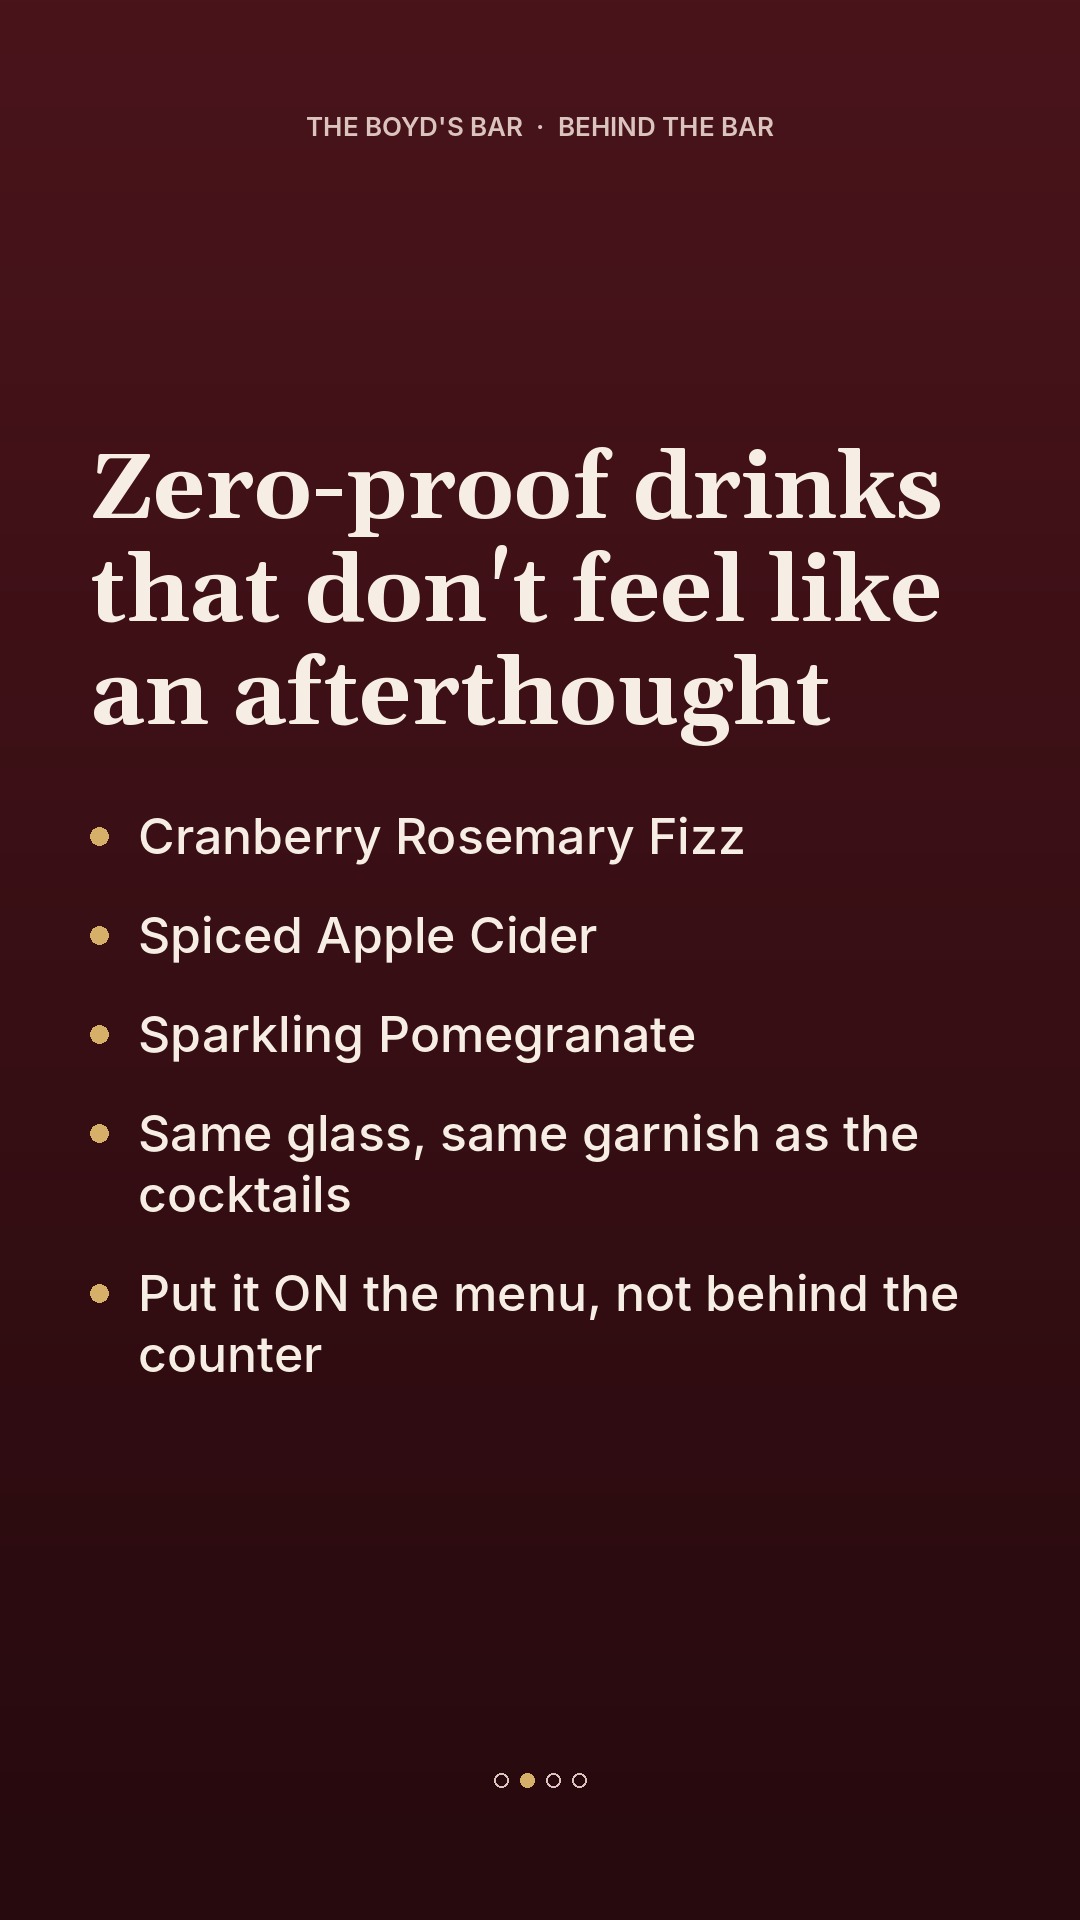 THE BOYD'S BAR · BEHIND THE BAR
Zero-proof drinks
that don't feel like
an afterthought
Cranberry Rosemary Fizz
Spiced Apple Cider
Sparkling Pomegranate
Same glass, same garnish as the
cocktails
Put it ON the menu, not behind the
counter